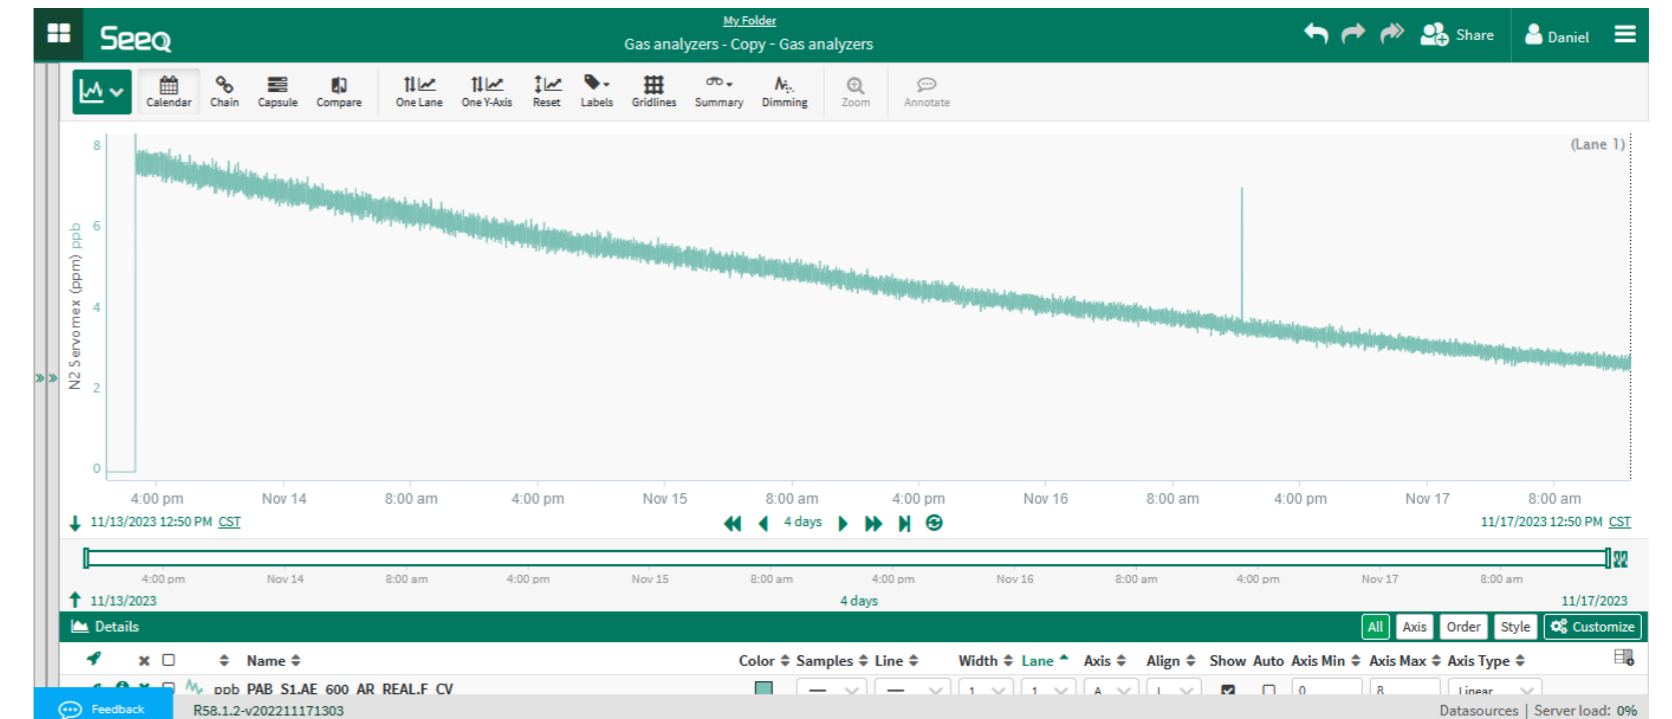 Seeq
My Folder
Gas analyzers - Copy - Gas analyzers
Share
Daniel
Calendar
Chain
Capsule
Compare
One Lane
One Y-Axis
Reset
Labels
Gridlines
Summary
Dimming
Zoom
Annotate
(Lane 1)
N2 Servomex (ppm) ppb
8
6
4
2
0
4:00 pm Nov 14 8:00 am 4:00 pm Nov 15 8:00 am 4:00 pm Nov 16 8:00 am 4:00 pm Nov 17 8:00 am
11/13/2023 12:50 PM CST 4 days 11/17/2023 12:50 PM CST
4:00 pm Nov 14 8:00 am 4:00 pm Nov 15 8:00 am 4:00 pm Nov 16 8:00 am 4:00 pm Nov 17 8:00 am
11/13/2023 4 days 11/17/2023
Details All Axis Order Style Customize
Name Color Samples Line Width Lane Axis Align Show Auto Axis Min Axis Max Axis Type
ppb PAB_S1.AE_600_AR_REAL.F_CV 1 1 A L 0 8 Linear
Feedback R58.1.2-v202211171303 Datasources | Server load: 0%